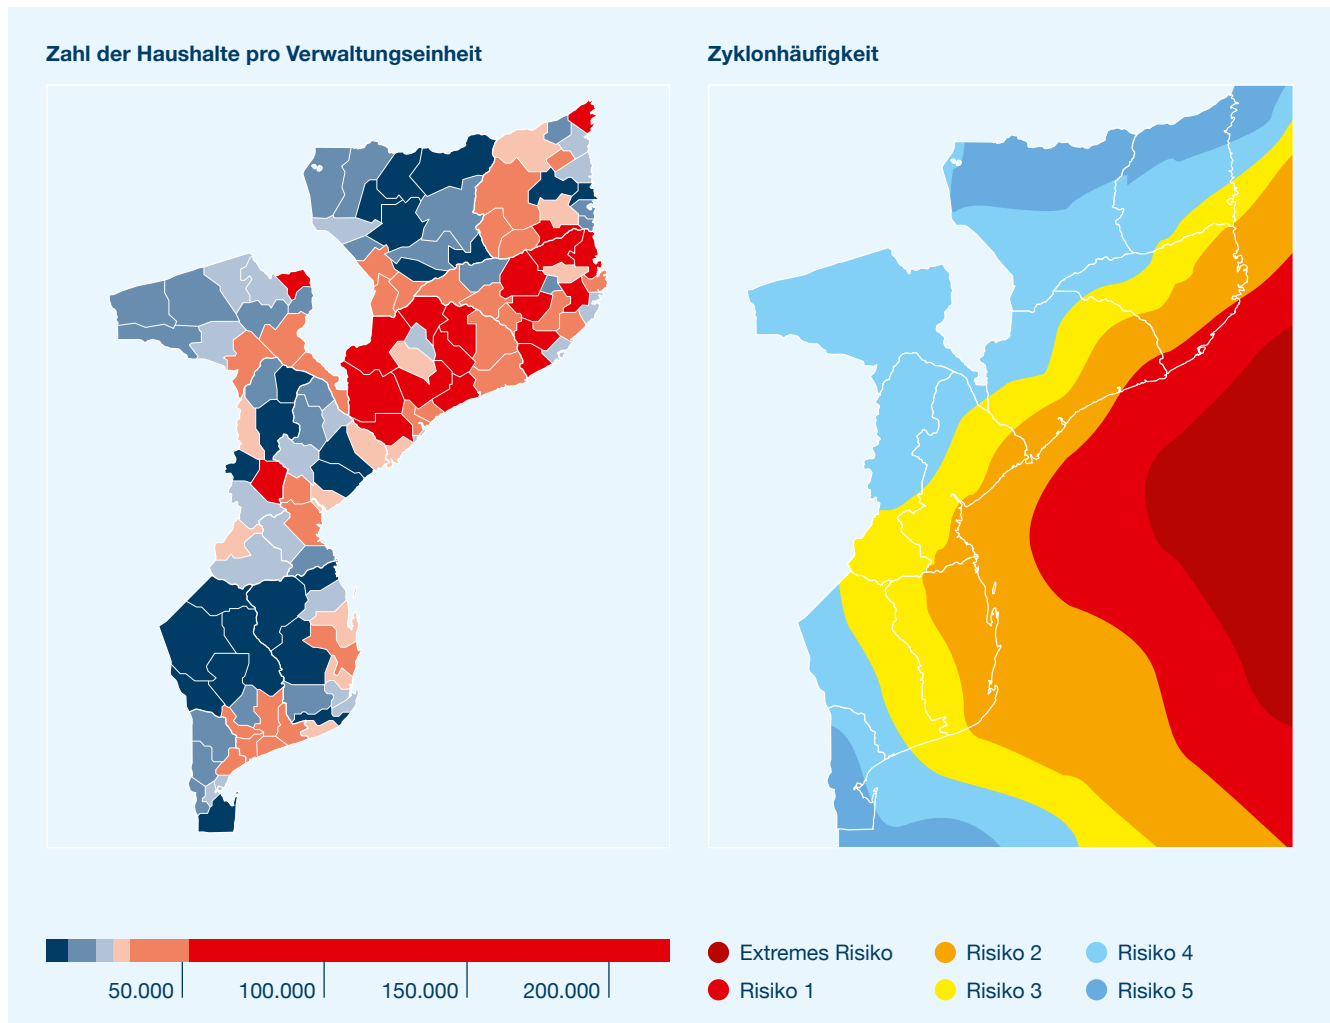 Zahl der Haushalte pro Verwaltungseinheit
Zyklonhäufigkeit
50.000
100.000
150.000
200.000
Extremes Risiko
Risiko 1
Risiko 2
Risiko 3
Risiko 4
Risiko 5